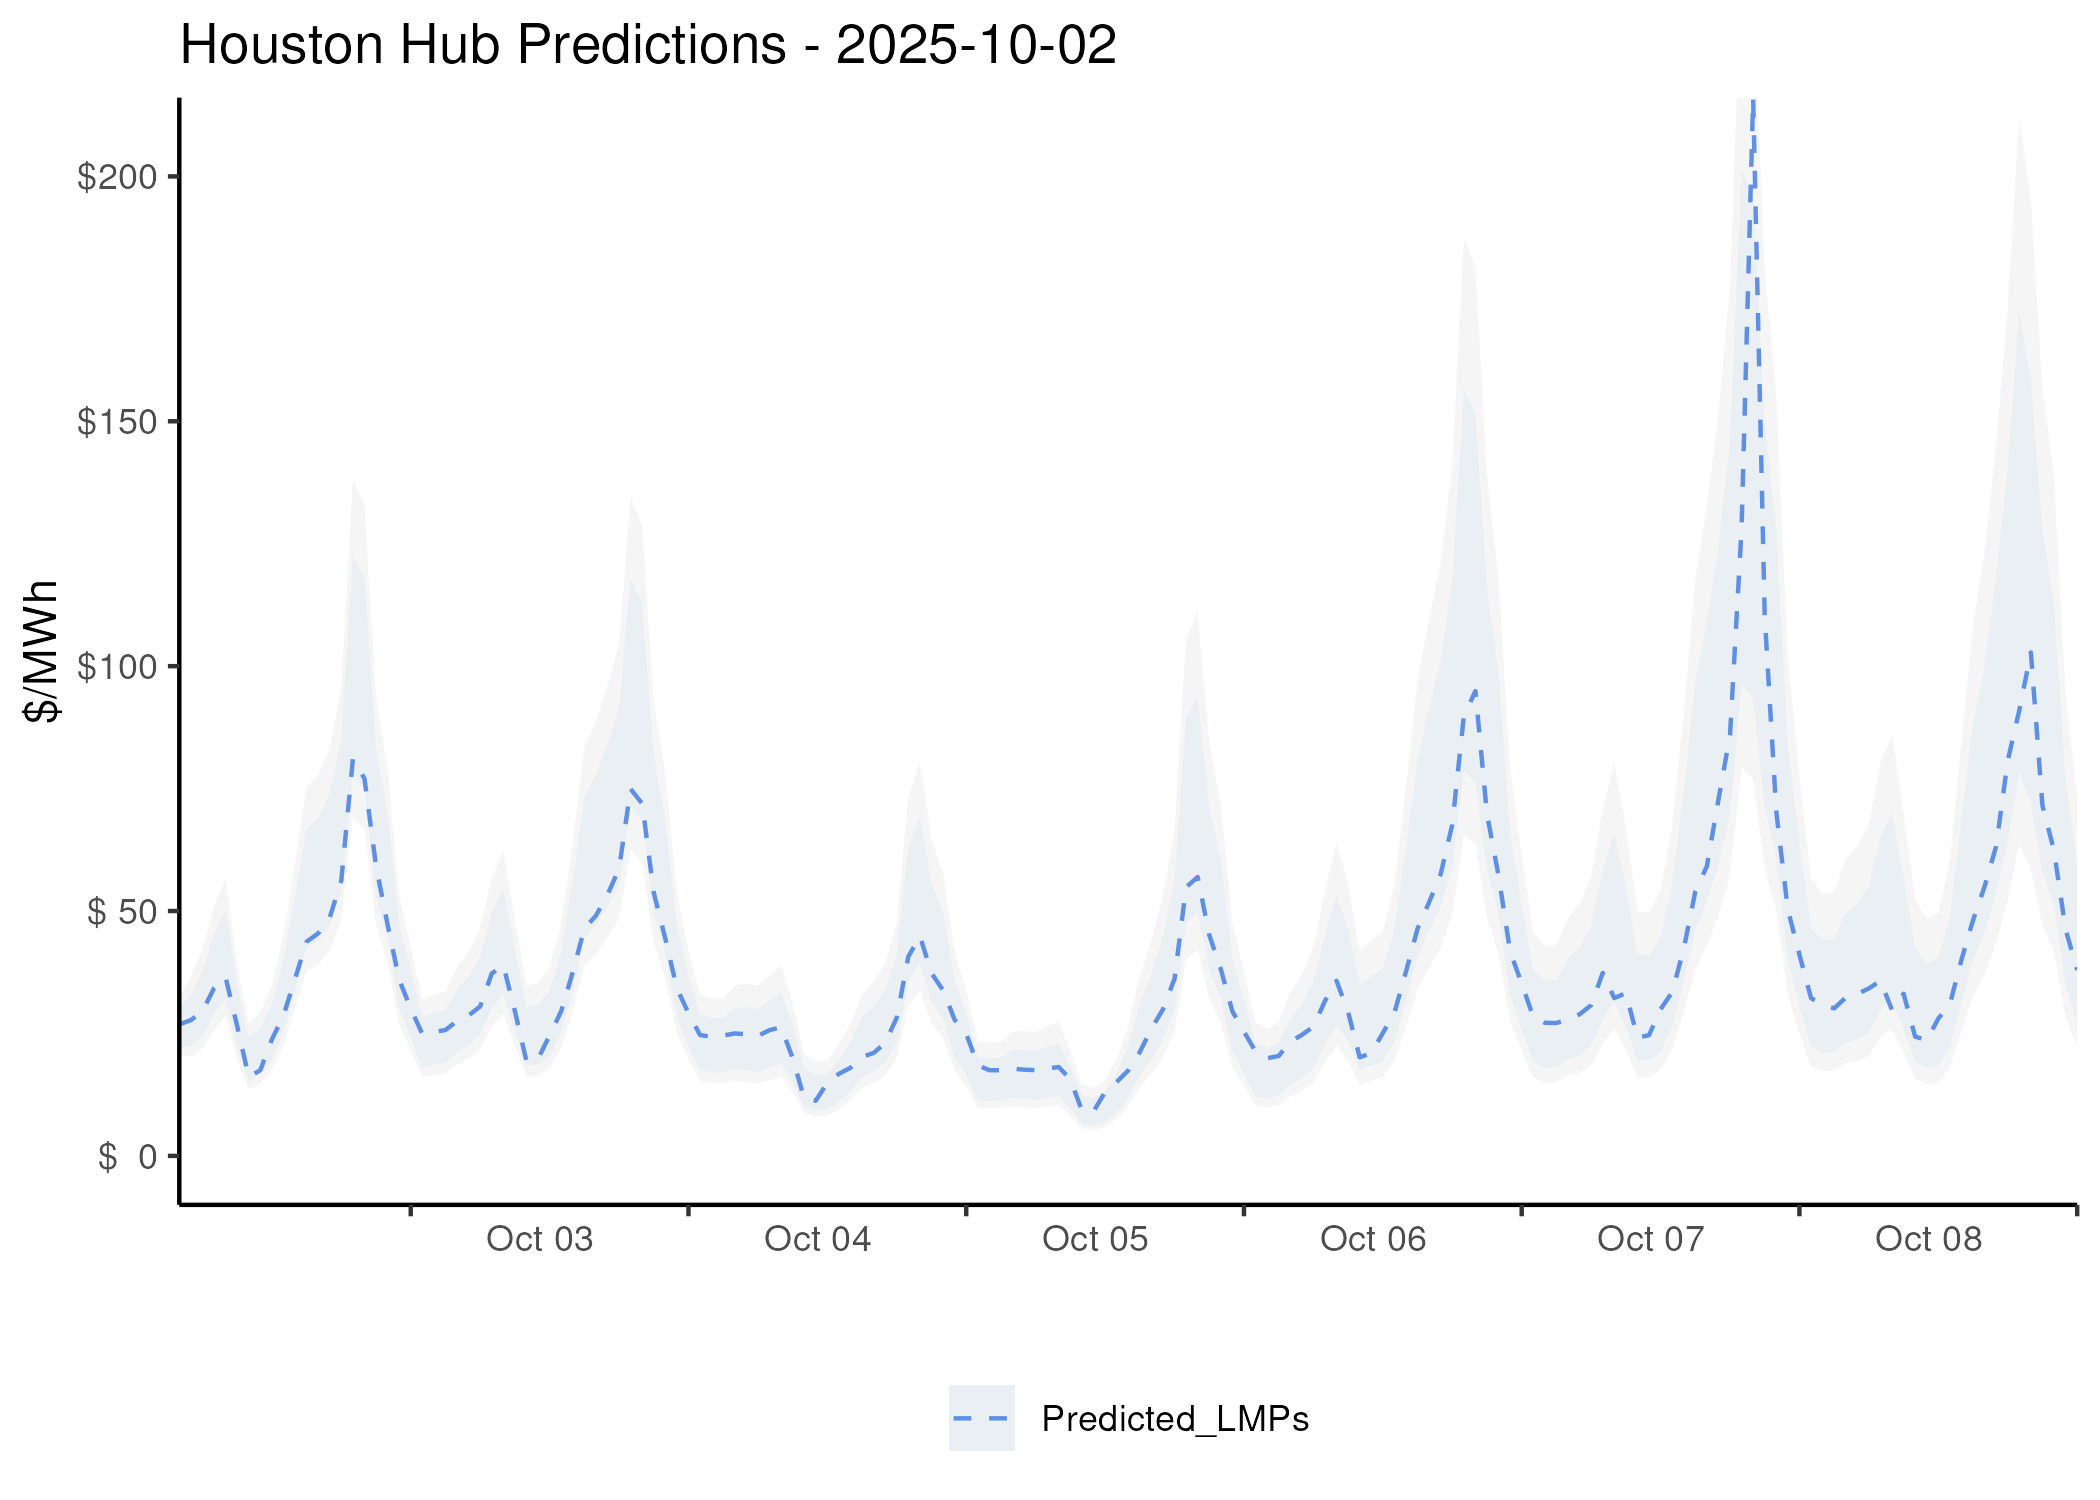 Houston Hub Predictions - 2025-10-02
$200
$150
$100
$ 50
$  0
$/MWh
Oct 03 Oct 04 Oct 05 Oct 06 Oct 07 Oct 08
Predicted_LMPs